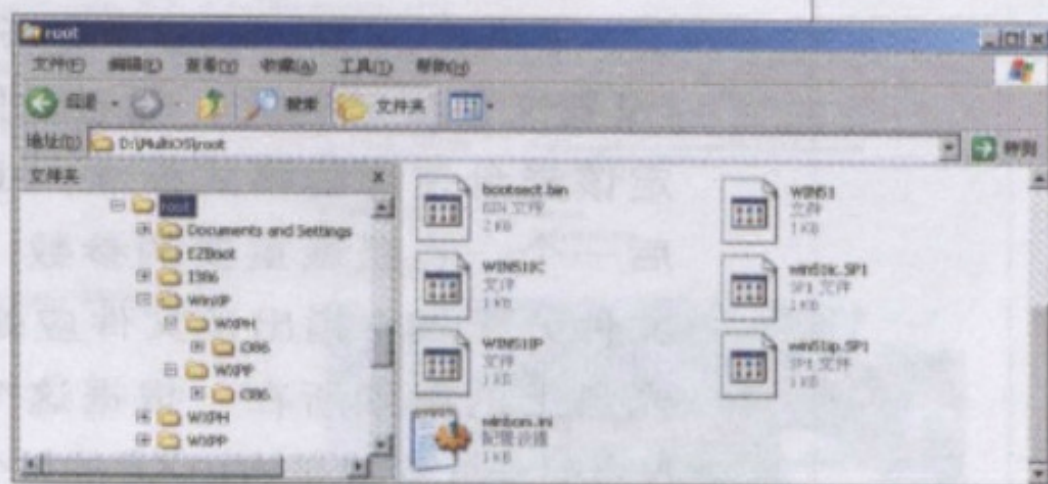 root
文件(F) 编辑(E) 查看(V) 收藏(A) 工具(T) 帮助(H)
后退 搜索 文件夹
地址(D) D:\MultiOS\root 转到
文件夹 x
root
Documents and Settings
EZBoot
I386
WinXP
WXPH
I386
WXPP
I386
WXPH
WXPP
bootsect.bin
BIN 文件
2 KB
WIN51
文件
1 KB
WIN51IC
文件
1 KB
win51ic.SP1
SP1 文件
1 KB
WIN51IP
文件
1 KB
win51ip.SP1
SP1 文件
1 KB
winbom.ini
配置设置
1 KB